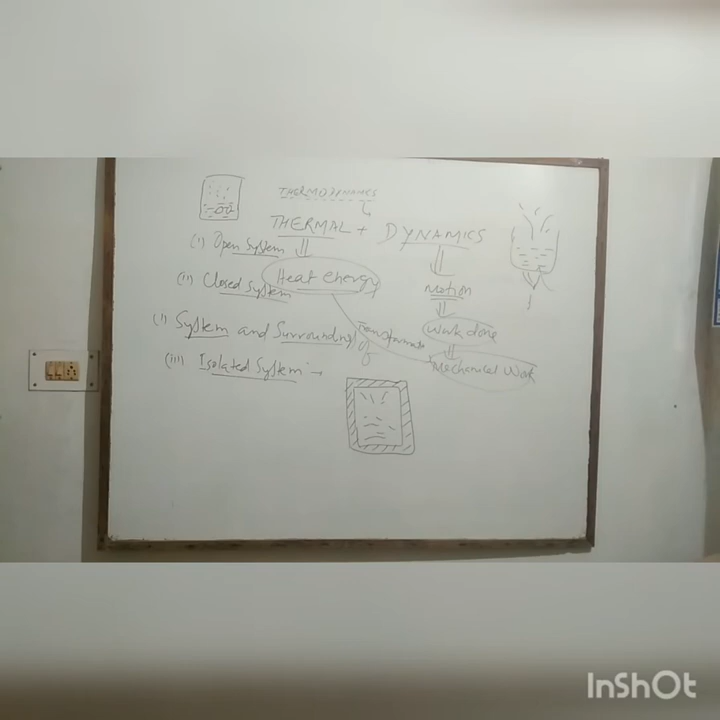 THERMODYNAMICS
THERMAL + DYNAMICS
(i) Open System
Heat energy
Motion
(ii) Closed System
(i) System and Surrounding
Work done
(iii) Isolated System :→
Mechanical Work
InShOt